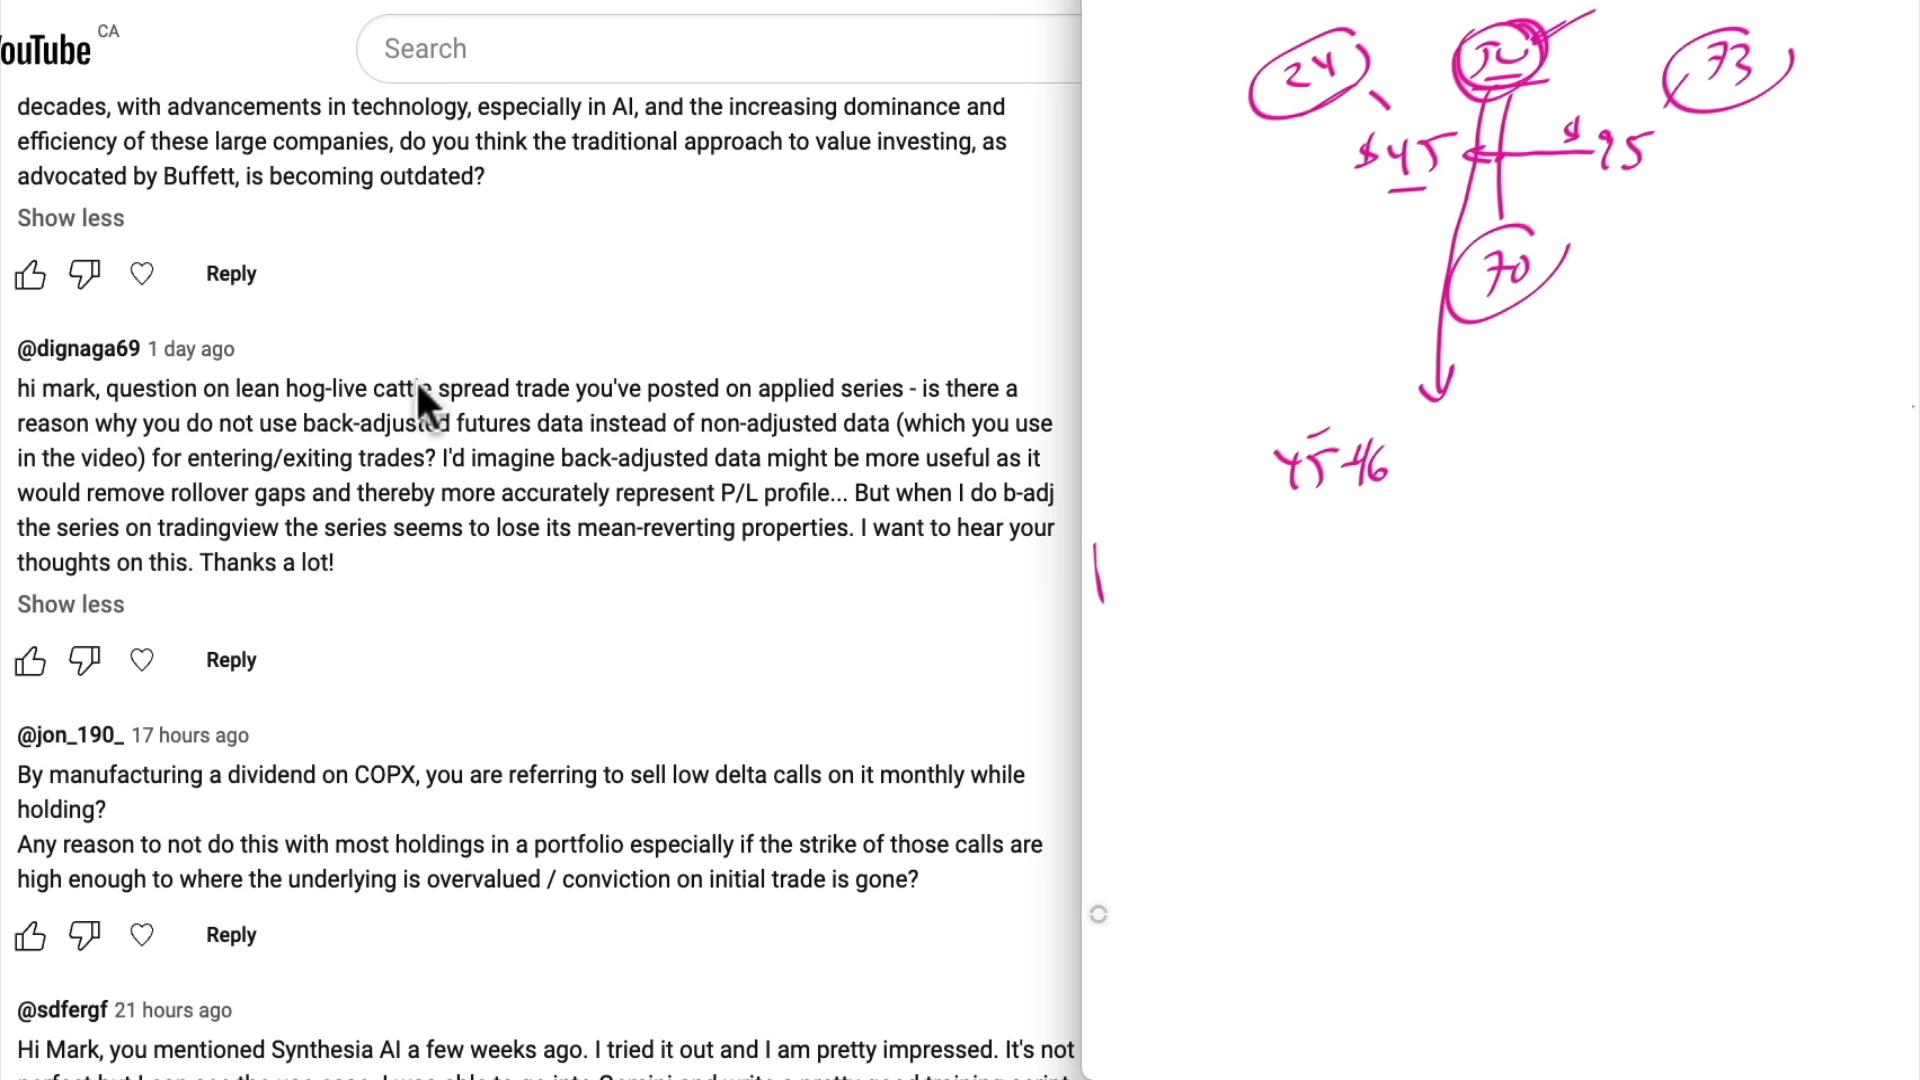 ouTube CA
Search
decades, with advancements in technology, especially in AI, and the increasing dominance and
efficiency of these large companies, do you think the traditional approach to value investing, as
advocated by Buffett, is becoming outdated?
Show less
Reply
@dignaga69 1 day ago
hi mark, question on lean hog-live cattle spread trade you've posted on applied series - is there a
reason why you do not use back-adjusted futures data instead of non-adjusted data (which you use
in the video) for entering/exiting trades? I'd imagine back-adjusted data might be more useful as it
would remove rollover gaps and thereby more accurately represent P/L profile... But when I do b-adj
the series on tradingview the series seems to lose its mean-reverting properties. I want to hear your
thoughts on this. Thanks a lot!
Show less
Reply
@jon_190_ 17 hours ago
By manufacturing a dividend on COPX, you are referring to sell low delta calls on it monthly while
holding?
Any reason to not do this with most holdings in a portfolio especially if the strike of those calls are
high enough to where the underlying is overvalued / conviction on initial trade is gone?
Reply
@sdfergf 21 hours ago
Hi Mark, you mentioned Synthesia AI a few weeks ago. I tried it out and I am pretty impressed. It's not
24
73
$45
$95
70
45-46